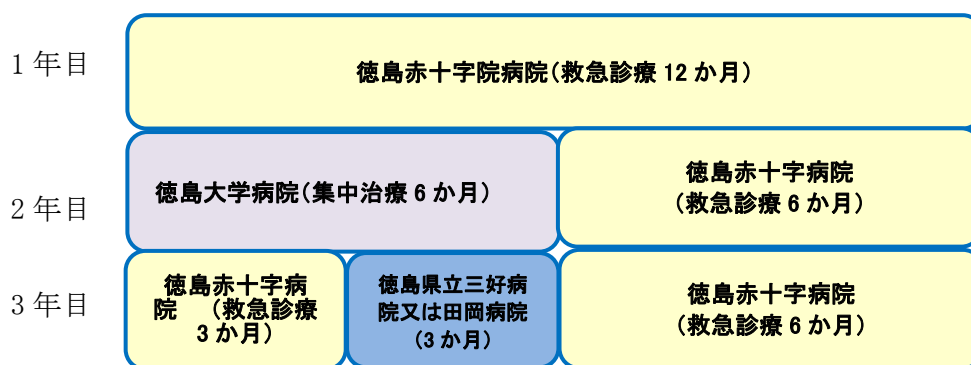 1年目
徳島赤十字院病院(救急診療 12 か月)
2年目
徳島大学病院(集中治療 6 か月)
徳島赤十字病院
(救急診療 6 か月)
3年目
徳島赤十字病
院 (救急診療
3 か月)
徳島県立三好病
院又は田岡病院
(3 か月)
徳島赤十字病院
(救急診療 6 か月)